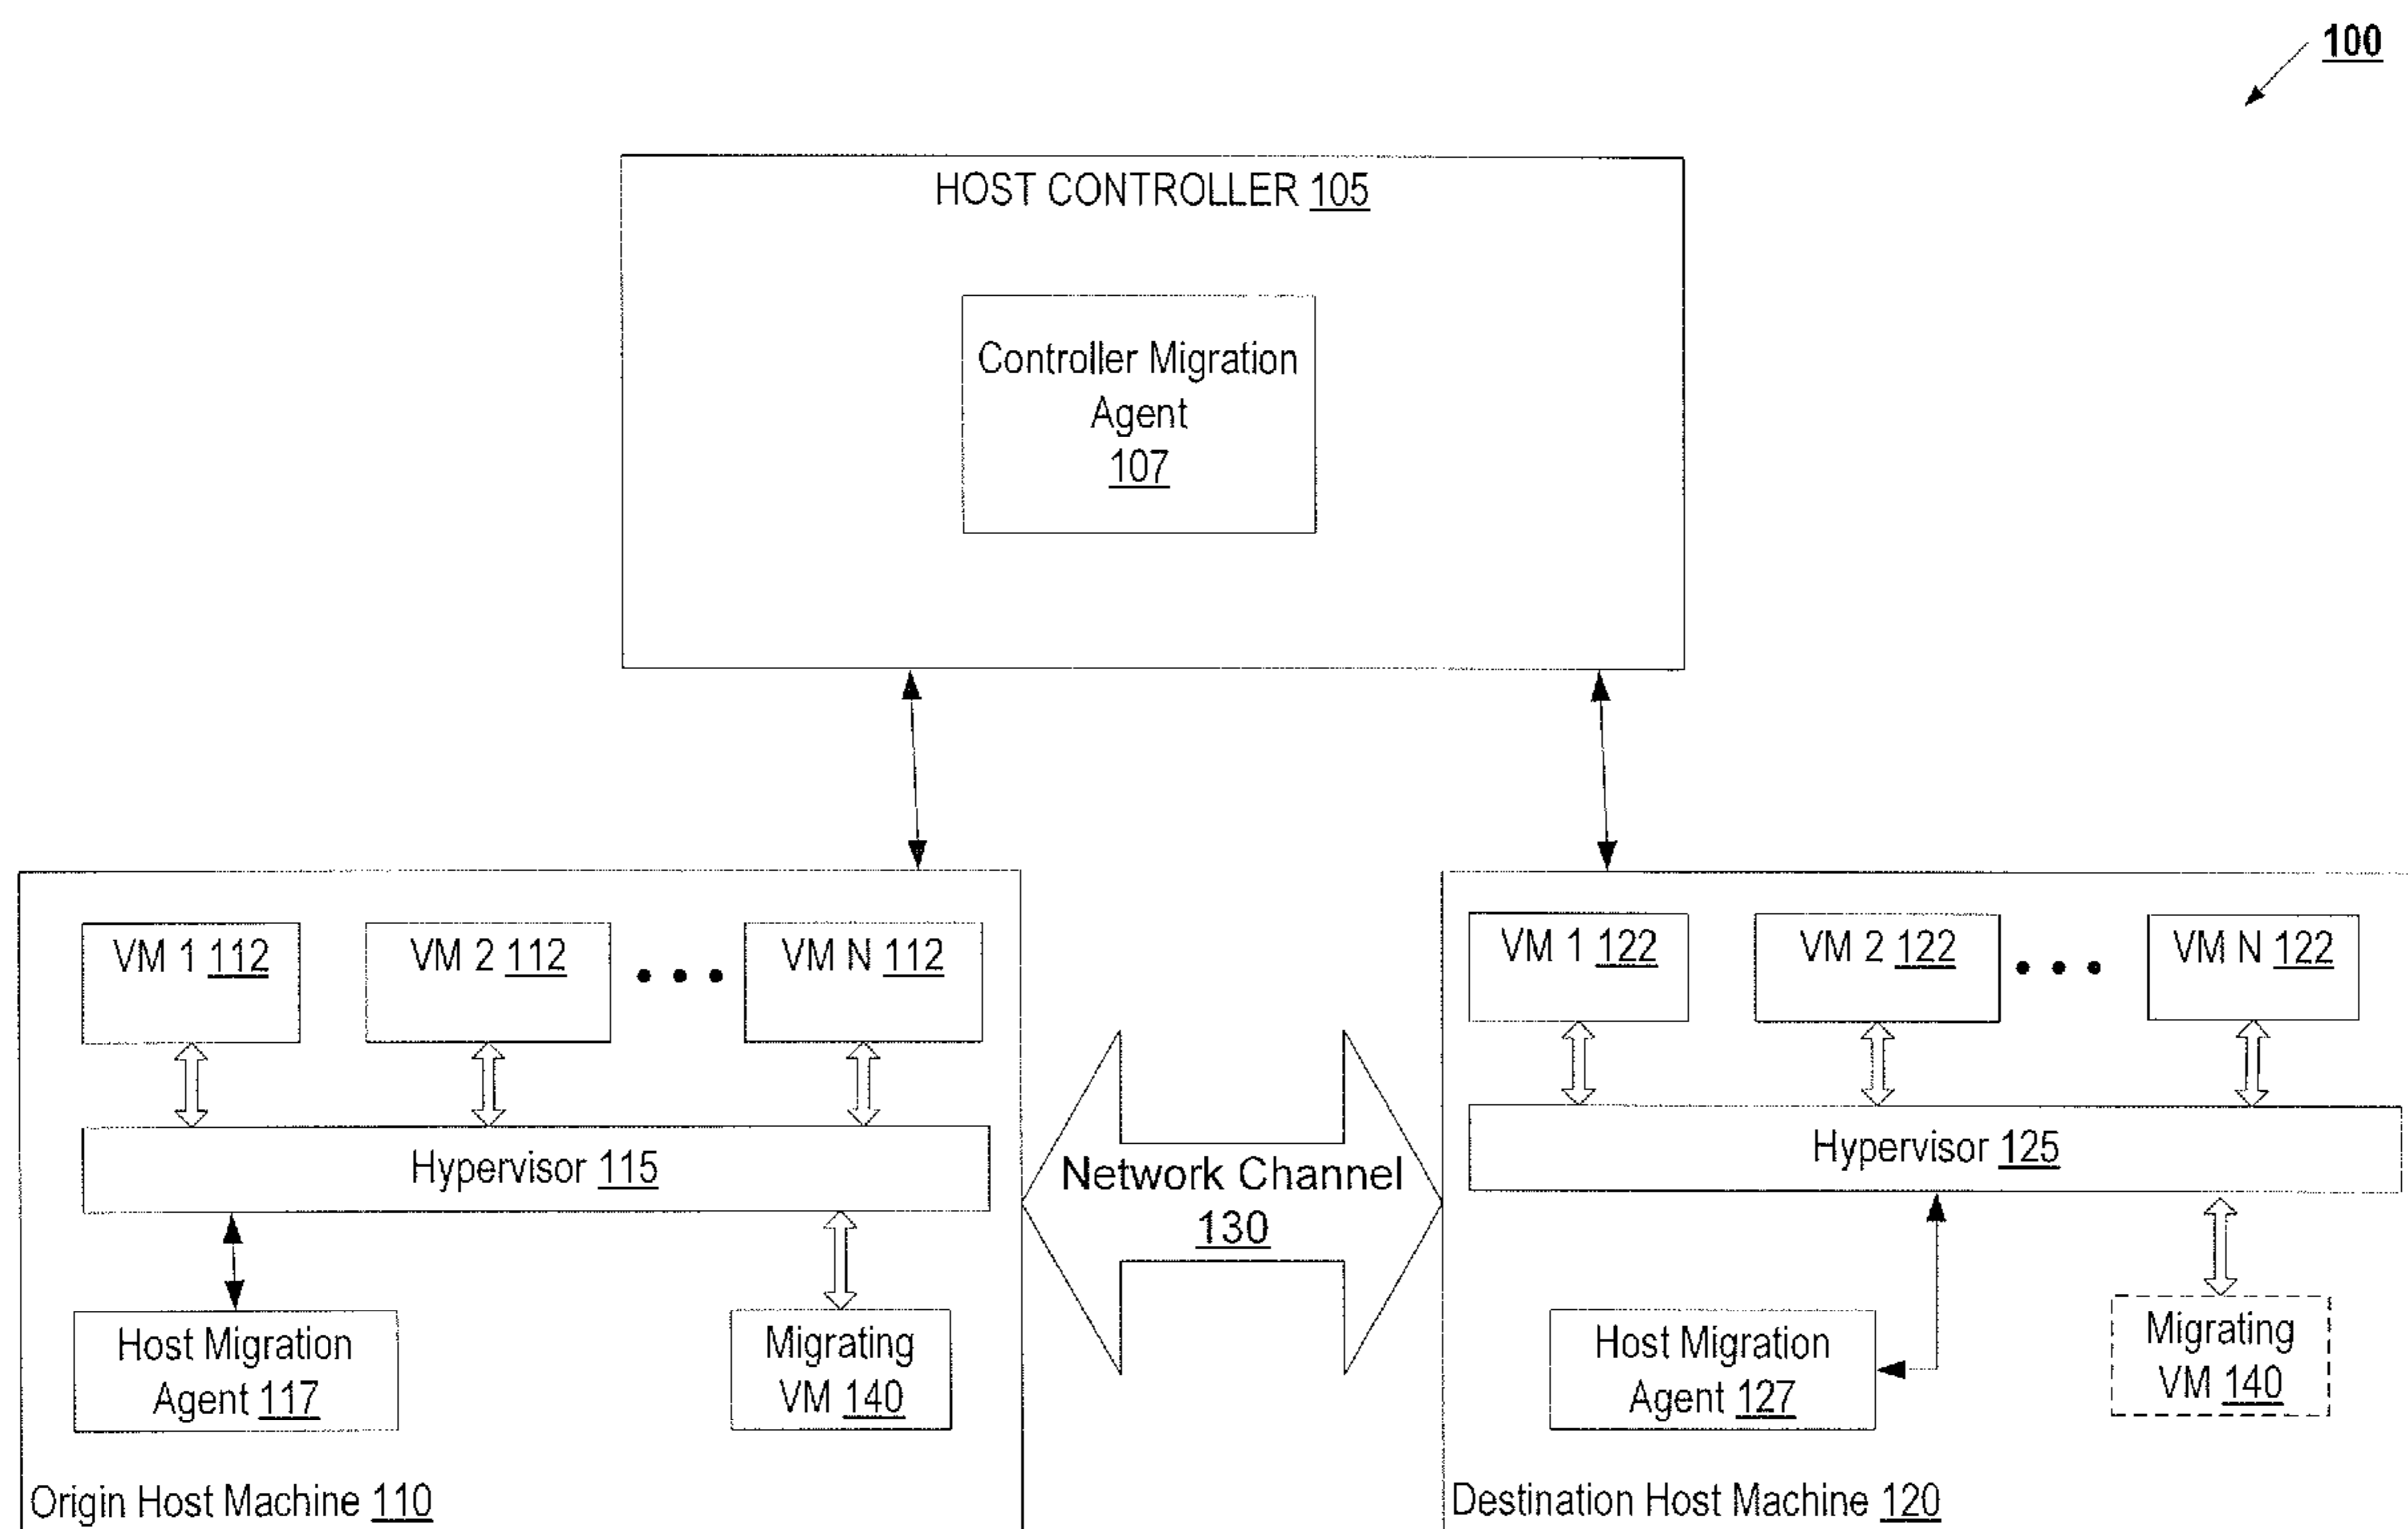 100
HOST CONTROLLER 105
Controller Migration
Agent
107
VM 1 112
VM 2 112
VM N 112
Hypervisor 115
Host Migration
Agent 117
Migrating
VM 140
Origin Host Machine 110
Network Channel
130
VM 1 122
VM 2 122
VM N 122
Hypervisor 125
Host Migration
Agent 127
Migrating
VM 140
Destination Host Machine 120